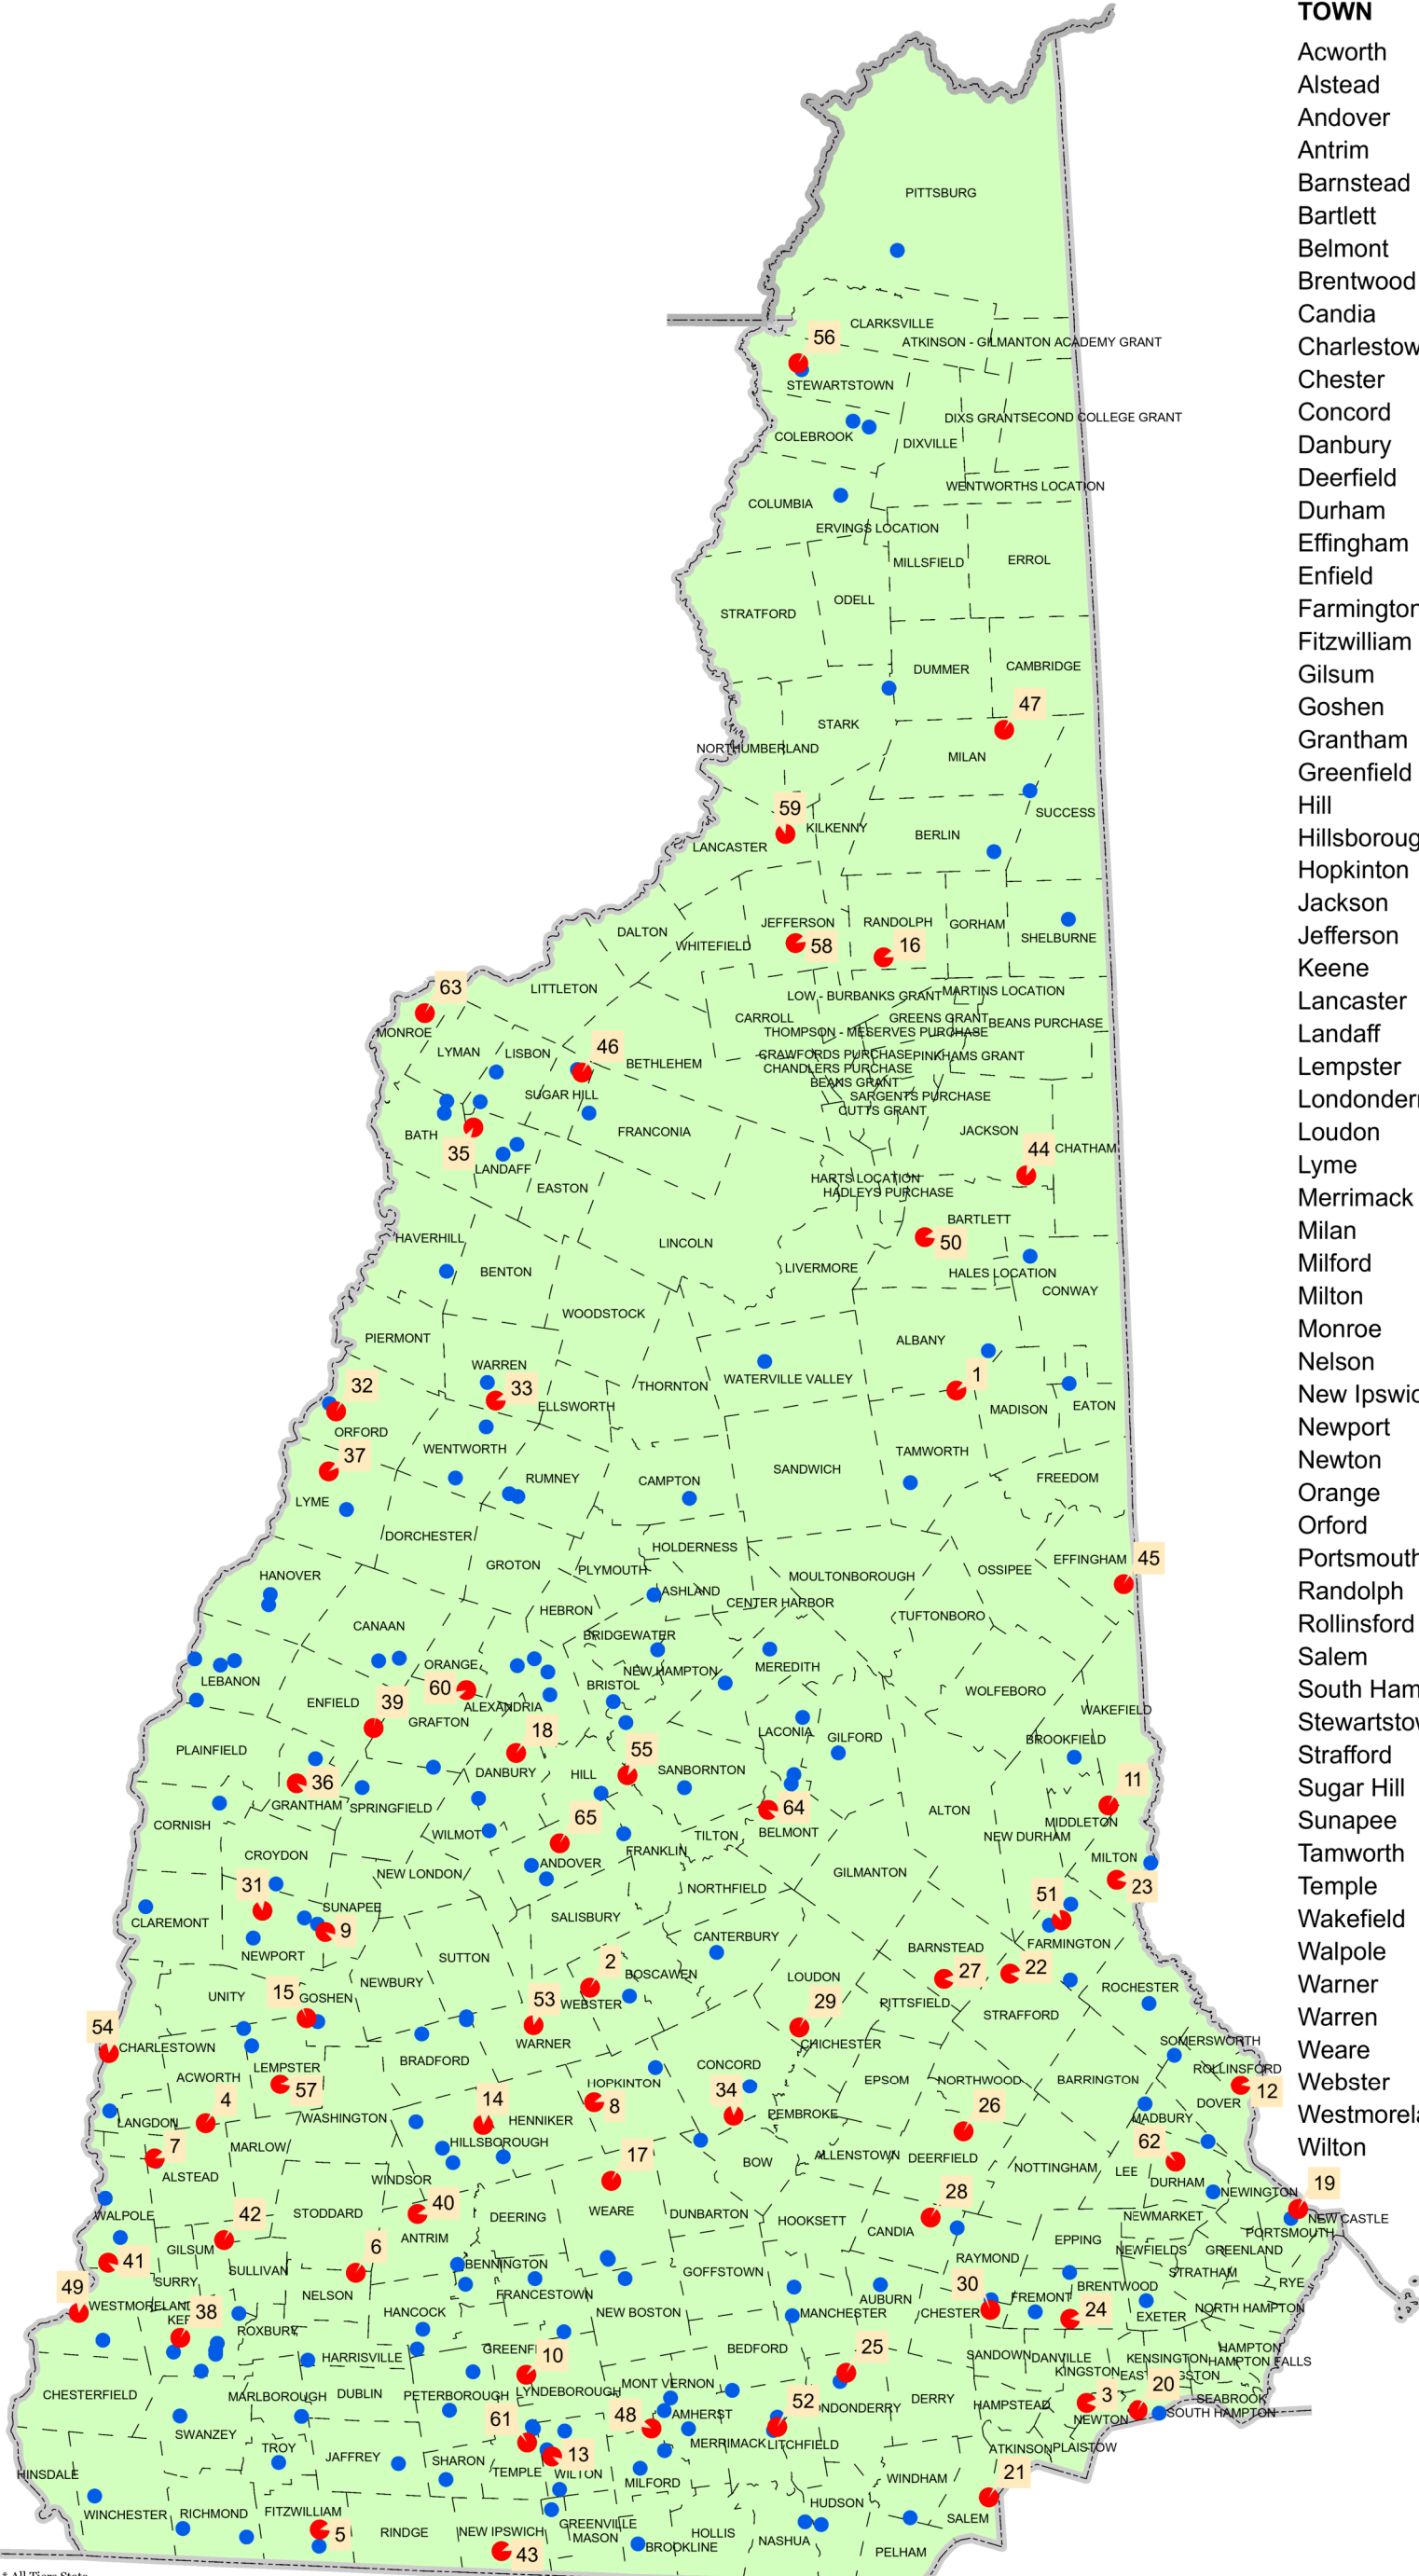 TOWN
Acworth
Alstead
Andover
Antrim
Barnstead
Bartlett
Belmont
Brentwood
Candia
Charlestow
Chester
Concord
Danbury
Deerfield
Durham
Effingham
Enfield
Farmington
Fitzwilliam
Gilsum
Goshen
Grantham
Greenfield
Hill
Hillsboroug
Hopkinton
Jackson
Jefferson
Keene
Lancaster
Landaff
Lempster
Londonderr
Loudon
Lyme
Merrimack
Milan
Milford
Milton
Monroe
Nelson
New Ipswic
Newport
Newton
Orange
Orford
Portsmouth
Randolph
Rollinsford
Salem
South Ham
Stewartstow
Strafford
Sugar Hill
Sunapee
Tamworth
Temple
Wakefield
Walpole
Warner
Warren
Weare
Webster
Westmorela
Wilton
PITTSBURG
CLARKSVILLE
56
ATKINSON - GILMANTON ACADEMY GRANT
STEWARTSTOWN
DIXS GRANT
SECOND COLLEGE GRANT
COLEBROOK
DIXVILLE
WENTWORTHS LOCATION
COLUMBIA
ERVINGS LOCATION
MILLSFIELD
ERROL
ODELL
STRATFORD
DUMMER
CAMBRIDGE
47
STARK
NORTHUMBERLAND
MILAN
59
SUCCESS
KILKENNY
BERLIN
LANCASTER
JEFFERSON
RANDOLPH
GORHAM
DALTON
WHITEFIELD
58
16
SHELBURNE
63
LITTLETON
LOW - BURBANKS GRANT
MARTINS LOCATION
CARROLL
GREENS GRANT
BEANS PURCHASE
MONROE
THOMPSON - MESERVES PURCHASE
46
LYMAN
LISBON
BETHLEHEM
CRAWFORDS PURCHASE
PINKHAMS GRANT
CHANDLERS PURCHASE
BEANS GRANT
SUGAR HILL
SARGENTS PURCHASE
CUTTS GRANT
BATH
FRANCONIA
JACKSON
35
44
CHATHAM
LANDAFF
EASTON
HARTS LOCATION
HADLEYS PURCHASE
BARTLETT
HAVERHILL
LINCOLN
50
BENTON
LIVERMORE
HALES LOCATION
CONWAY
WOODSTOCK
PIERMONT
ALBANY
WARREN
1
32
33
THORNTON
WATERVILLE VALLEY
ELLSWORTH
MADISON
EATON
ORFORD
37
WENTWORTH
TAMWORTH
RUMNEY
CAMPTON
SANDWICH
FREEDOM
LYME
DORCHESTER
HOLDERNESS
GROTON
PLYMOUTH
EFFINGHAM
45
HANOVER
ASHLAND
MOULTONBOROUGH
OSSIPEE
CENTER HARBOR
HEBRON
TUFTONBORO
CANAAN
BRIDGEWATER
ORANGE
NEW HAMPTON
MEREDITH
LEBANON
60
BRISTOL
WOLFEBORO
ENFIELD
39
ALEXANDRIA
WAKEFIELD
GRAFTON
18
LACONIA
GILFORD
BROOKFIELD
PLAINFIELD
55
DANBURY
HILL
SANBORNTON
36
11
GRANTHAM
SPRINGFIELD
65
64
ALTON
CORNISH
BELMONT
MIDDLETON
WILMOT
TILTON
NEW DURHAM
FRANKLIN
CROYDON
ANDOVER
MILTON
NEW LONDON
GILMANTON
31
NORTHFIELD
51
23
SUNAPEE
CLAREMONT
SALISBURY
9
CANTERBURY
FARMINGTON
NEWPORT
SUTTON
BARNSTEAD
2
27
22
BOSCAWEN
LOUDON
NEWBURY
ROCHESTER
UNITY
15
GOSHEN
53
WEBSTER
29
PITTSFIELD
STRAFFORD
54
WARNER
CHICHESTER
SOMERSWORTH
CHARLESTOWN
BRADFORD
CONCORD
LEMPSTER
ROLLINSFORD
ACWORTH
57
HOPKINTON
EPSOM
NORTHWOOD
BARRINGTON
34
12
4
14
8
26
DOVER
LANGDON
WASHINGTON
HENNIKER
PEMBROKE
MADBURY
7
MARLOW
HILLSBOROUGH
62
17
ALLENSTOWN
DEERFIELD
BOW
NOTTINGHAM
LEE
ALSTEAD
WINDSOR
DURHAM
19
NEWINGTON
28
42
STODDARD
40
WEARE
DUNBARTON
WALPOLE
DEERING
HOOKSETT
NEWMARKET
NEW CASTLE
CANDIA
PORTSMOUTH
ANTRIM
EPPING
GILSUM
6
NEWFIELDS
GREENLAND
41
BENNINGTON
RAYMOND
SULLIVAN
GOFFSTOWN
STRATHAM
SURRY
RYE
49
NELSON
FRANCESTOWN
AUBURN
30
BRENTWOOD
WESTMORELAND
FREMONT
38
HANCOCK
NEW BOSTON
MANCHESTER
CHESTER
24
EXETER
NORTH HAMPTON
ROXBURY
GREENFI
BEDFORD
25
HAMPTON
10
SANDOWN
DANVILLE
KENSINGTON
HARRISVILLE
HAMPTON FALLS
KINGSTON
MONT VERNON
CHESTERFIELD
MARLBOROUGH
DUBLIN
PETERBOROUGH
LYNDEBOROUGH
20
SEABROOK
52
DERRY
HAMPSTEAD
3
61
48
AMHERST
NEWTON
SOUTH HAMPTON
SWANZEY
TROY
MERRIMACK
LITCHFIELD
ATKINSON
PLAISTOW
JAFFREY
SHARON
13
TEMPLE
WILTON
21
HINSDALE
MILFORD
WINDHAM
WINCHESTER
RICHMOND
FITZWILLIAM
HUDSON
SALEM
5
RINDGE
NEW IPSWICH
GREENVILLE
MASON
HOLLIS
NASHUA
BROOKLINE
PELHAM
43